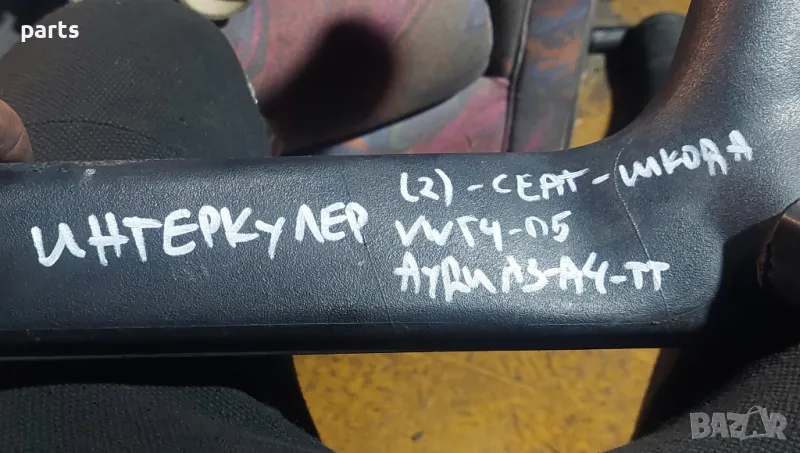 parts
ИНТЕРКУЛЕР
(2) - СЕАТ - ШКОДА
VW Г4 - П5
АУДИ А3-А4-ТТ
BAZAR